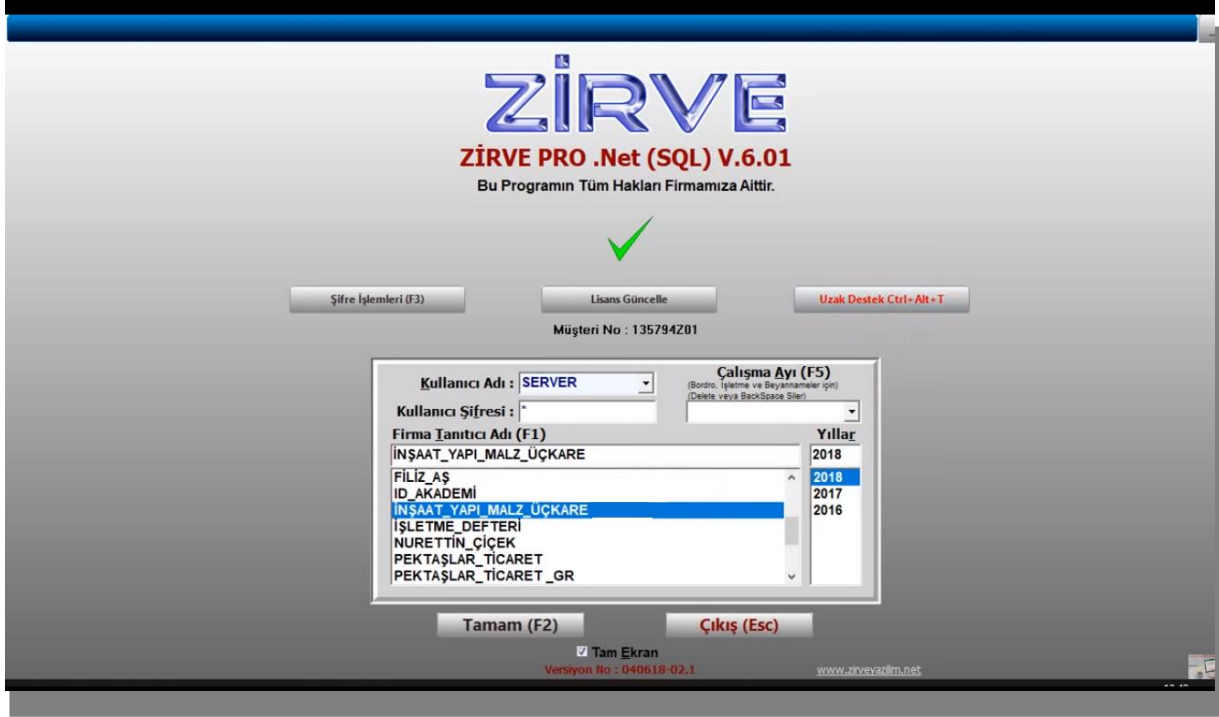 ZİRVE
ZİRVE PRO .Net (SQL) V.6.01
Bu Programın Tüm Hakları Firmamıza Aittir.
Şifre İşlemleri (F3)
Lisans Güncelle
Uzak Destek Ctrl+Alt+T
Müşteri No : 135794Z01
Kullanıcı Adı : SERVER
Çalışma Ayı (F5)
(Bordro, İşletme ve Beyannameler için)
(Delete veya BackSpace Siler)
Kullanıcı Şifresi : *
Firma Tanıtıcı Adı (F1)
Yıllar
İNŞAAT_YAPI_MALZ_ÜÇKARE
2018
FİLİZ_AŞ
2018
ID_AKADEMİ
2017
İNŞAAT_YAPI_MALZ_ÜÇKARE
2016
İŞLETME_DEFTERİ
NURETTİN_ÇİÇEK
PEKTAŞLAR_TİCARET
PEKTAŞLAR_TİCARET_GR
Tamam (F2)
Çıkış (Esc)
Tam Ekran
Versiyon No : 040618-02.1
www.zirveyazilim.net